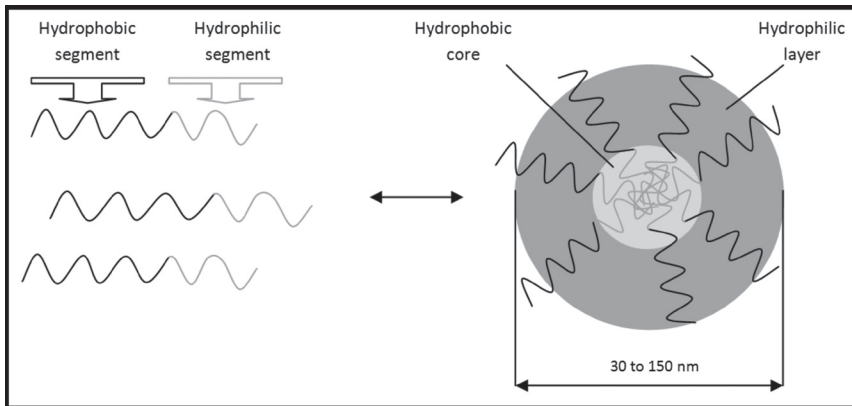 Hydrophobic
segment
Hydrophilic
segment
Hydrophobic
core
Hydrophilic
layer
30 to 150 nm